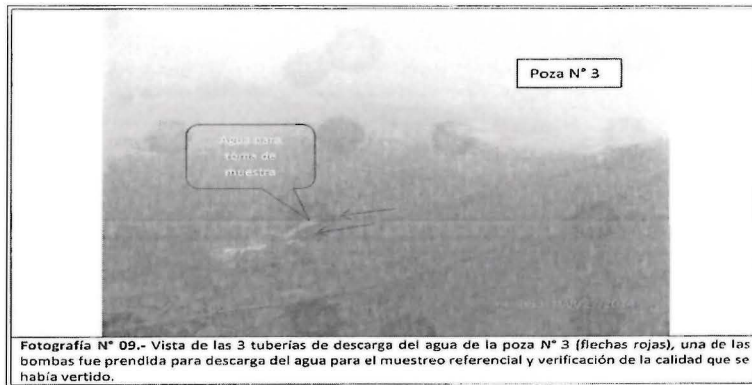 Poza N° 3
Agua para
toma de
muestra
Fotografía N° 09.- Vista de las 3 tuberías de descarga del agua de la poza N° 3 (flechas rojas), una de las
bombas fue prendida para descarga del agua para el muestreo referencial y verificación de la calidad que se
había vertido.